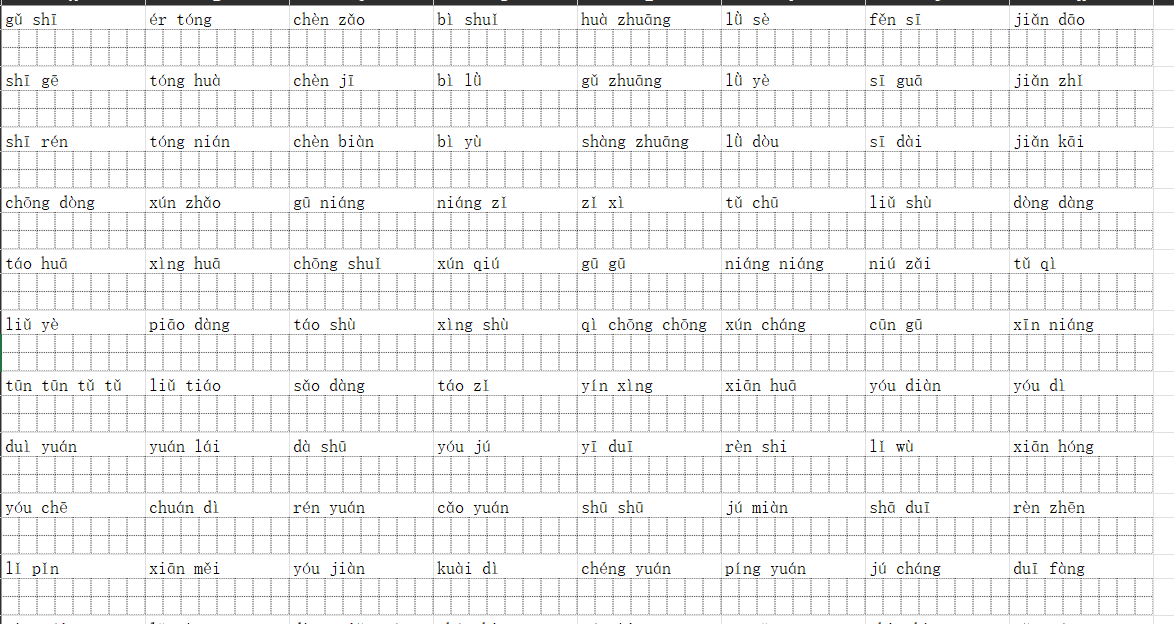 gǔ shī ér tóng chèn zǎo bì shuǐ huà zhuāng lǜ sè fěn sī jiǎn dāo
shī gē tóng huà chèn jī bì lǜ gǔ zhuāng lǜ yè sī guā jiǎn zhǐ
shī rén tóng nián chèn biàn bì yù shàng zhuāng lǜ dòu sī dài jiǎn kāi
chōng dòng xún zhǎo gū niáng niáng zǐ zǐ xì tǔ chū liǔ shù dòng dàng
táo huā xìng huā chōng shuǐ xún qiú gū gū niáng niáng niú zǎi tǔ qì
liǔ yè piāo dàng táo shù xìng shù qì chōng chōng xún cháng cūn gū xīn niáng
tūn tūn tǔ tǔ liǔ tiáo sǎo dàng táo zǐ yín xìng xiān huā yóu diàn yóu dì
duì yuán yuán lái dà shū yóu jú yī duī rèn shi lǐ wù xiān hóng
yóu chē chuán dì rén yuán cǎo yuán shū shū jú miàn shā duī rèn zhēn
lǐ pǐn xiān měi yóu jiàn kuài dì chéng yuán píng yuán jú cháng duī fàng